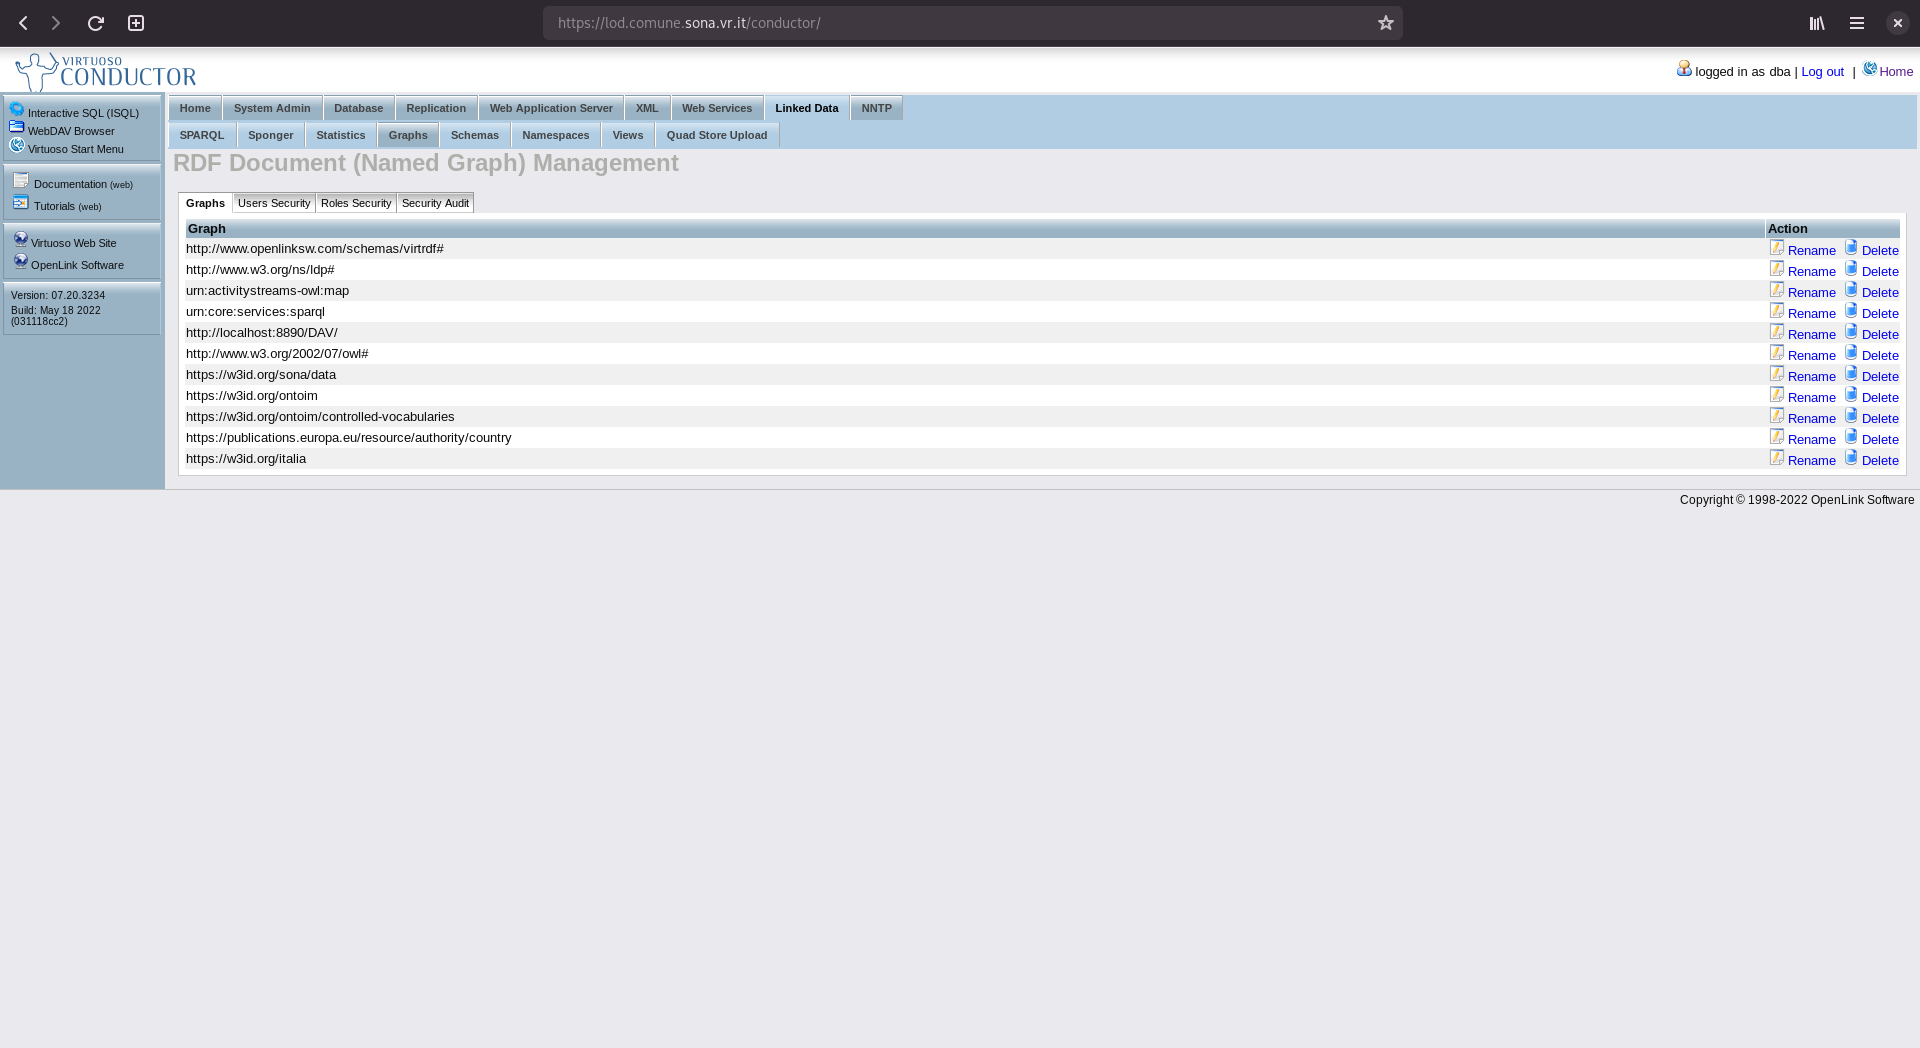 https://lod.comune.sona.vr.it/conductor/
VIRTUOSO
CONDUCTOR
logged in as dba | Log out | Home
Interactive SQL (ISQL)
WebDAV Browser
Virtuoso Start Menu
Documentation (web)
Tutorials (web)
Virtuoso Web Site
OpenLink Software
Version: 07.20.3234
Build: May 18 2022
(031118cc2)
Home System Admin Database Replication Web Application Server XML Web Services Linked Data NNTP
SPARQL Sponger Statistics Graphs Schemas Namespaces Views Quad Store Upload
RDF Document (Named Graph) Management
Graphs Users Security Roles Security Security Audit
Graph Action
http://www.openlinksw.com/schemas/virtrdf# Rename Delete
http://www.w3.org/ns/ldp# Rename Delete
urn:activitystreams-owl:map Rename Delete
urn:core:services:sparql Rename Delete
http://localhost:8890/DAV/ Rename Delete
http://www.w3.org/2002/07/owl# Rename Delete
https://w3id.org/sona/data Rename Delete
https://w3id.org/ontoim Rename Delete
https://w3id.org/ontoim/controlled-vocabularies Rename Delete
https://publications.europa.eu/resource/authority/country Rename Delete
https://w3id.org/italia Rename Delete
Copyright © 1998-2022 OpenLink Software